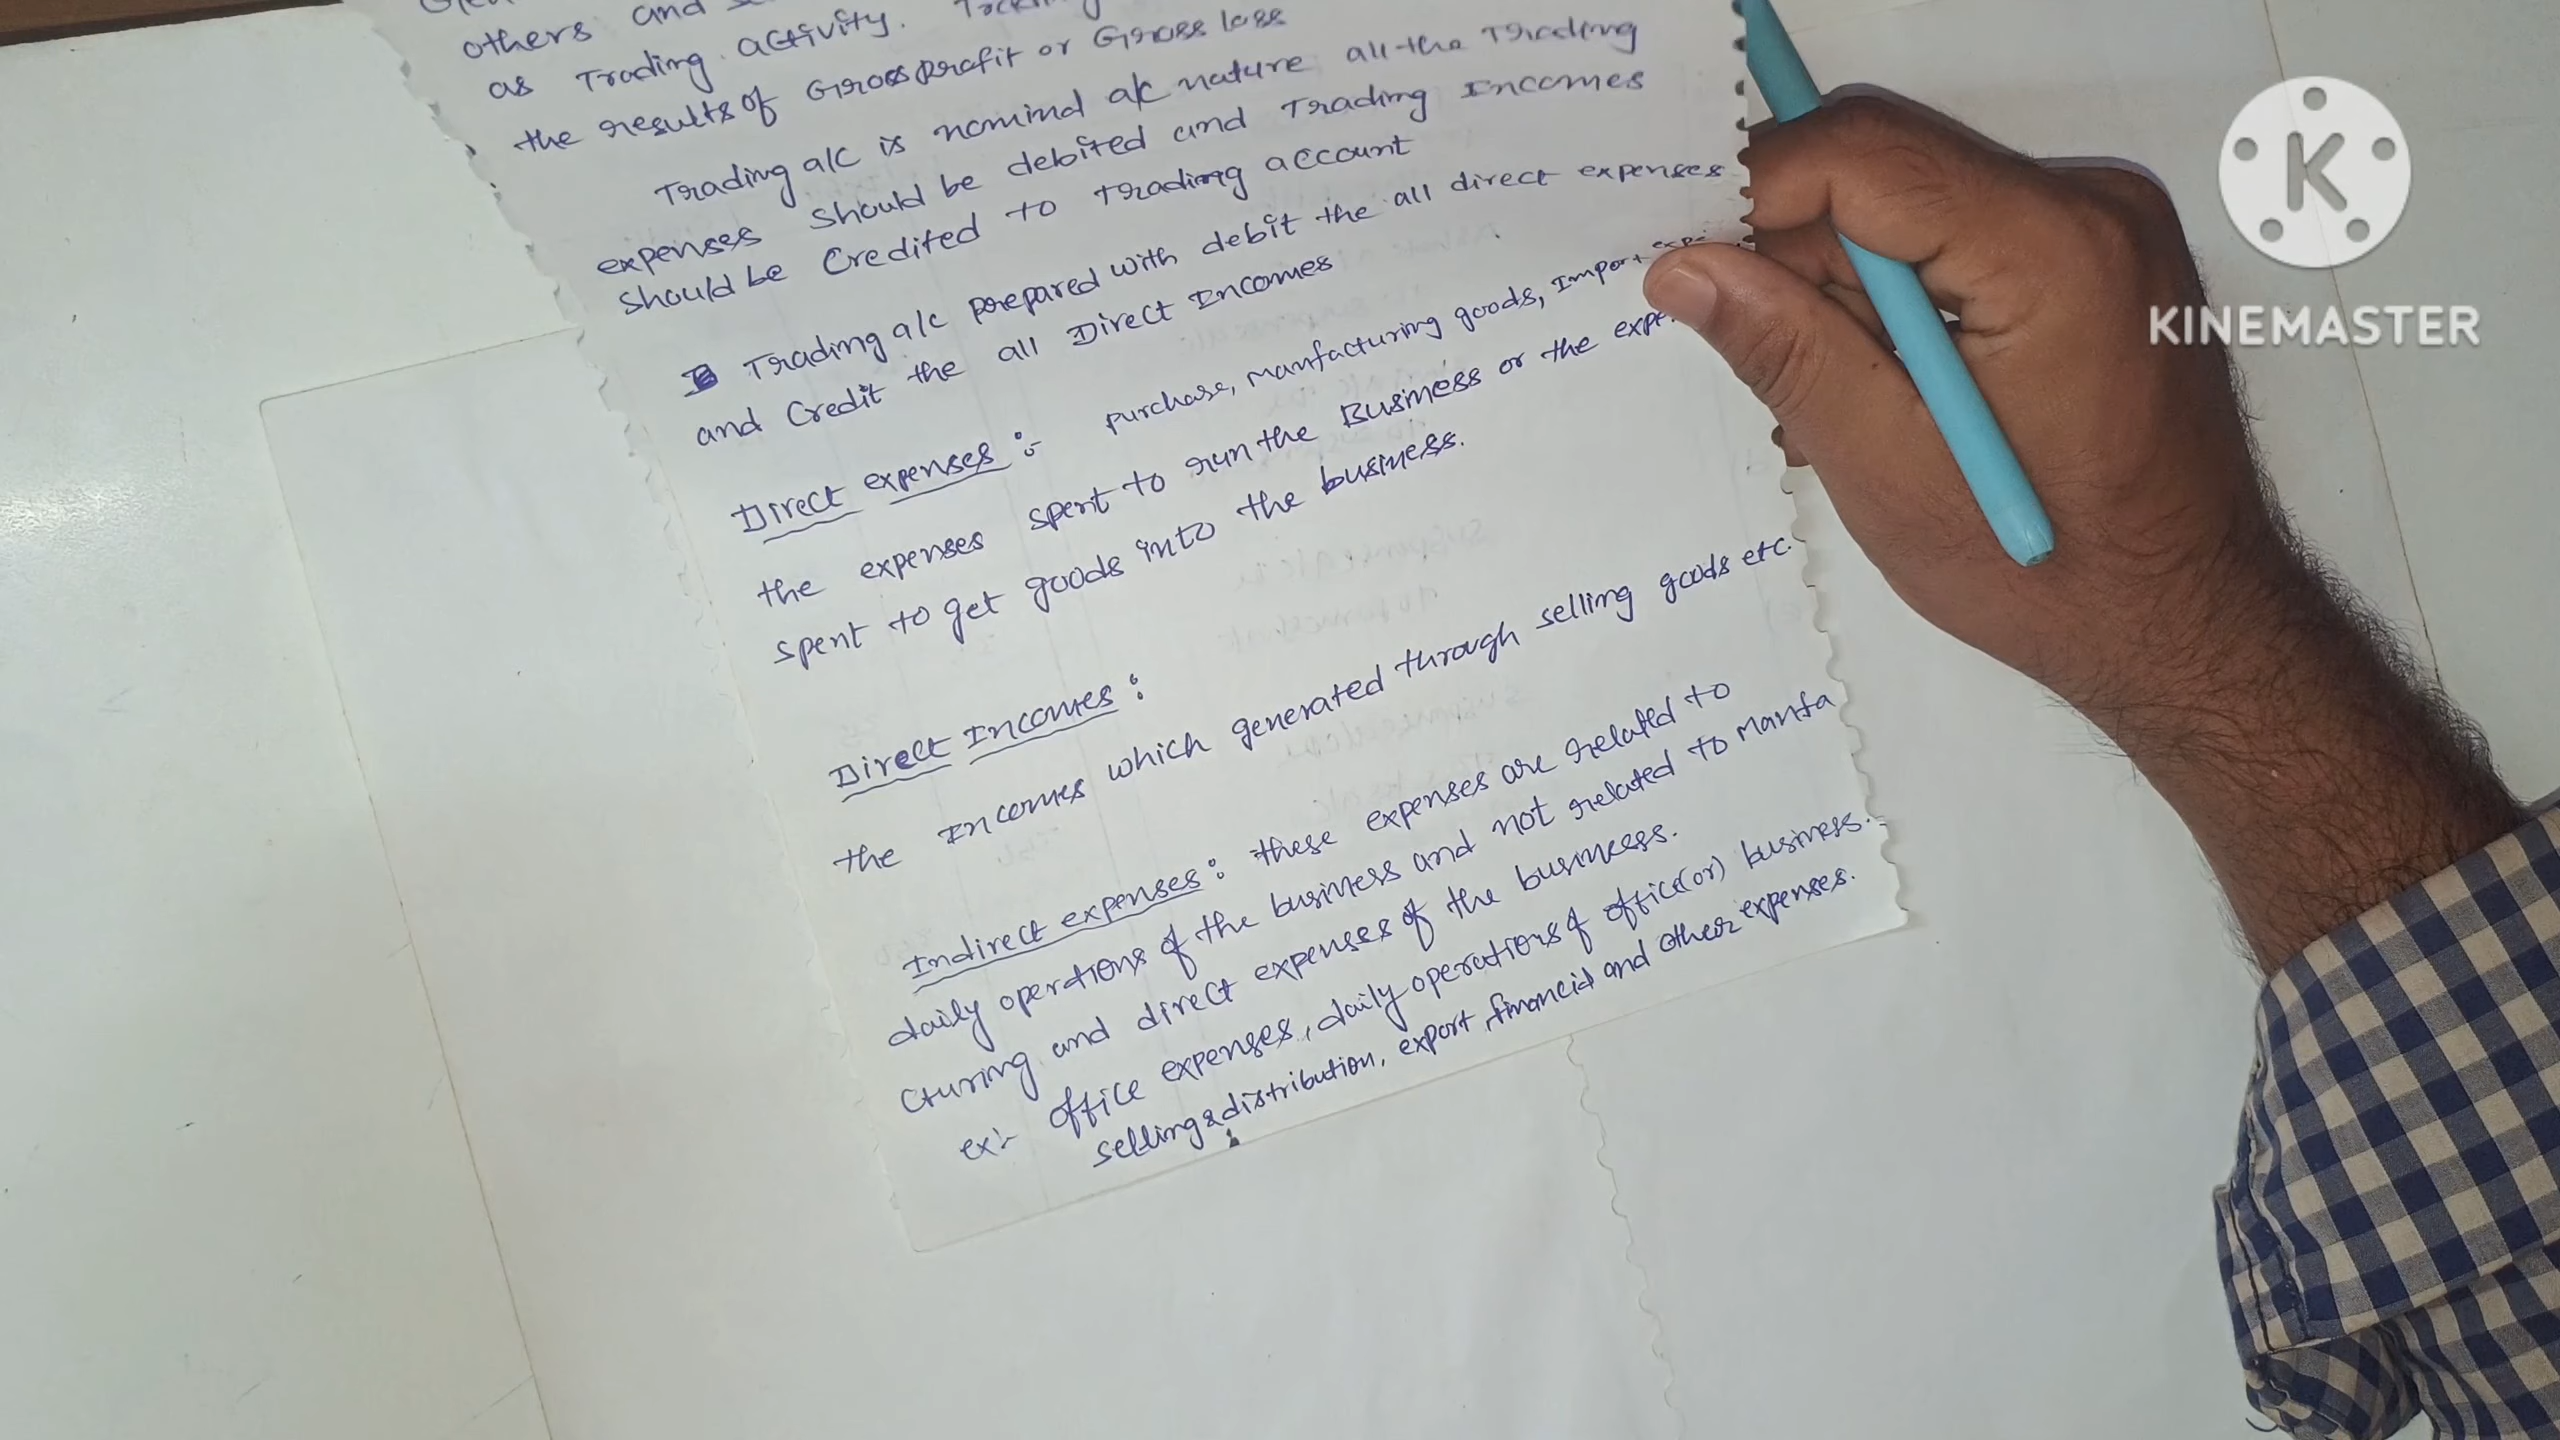 others and
as Trading activity.
the results of Gross profit or Gross loss
Trading a/c is nomind a/c nature all the Trading
expenses should be debited and Trading Incomes
should be Credited to trading account
Trading a/c prepared with debit the all direct expenses
and Credit the all Direct Incomes
Direct expenses :- purchase, manfacturing goods, Import
the expenses spent to run the Business or the
spent to get goods into the business.
Direct Incomes :
the Incomes which generated through selling goods etc.
Indirect expenses : these expenses are related to
daily opertions of the business and not related to Manfa
cturing and direct expenses of the business.
ex:- office expenses, daily operations of office(or) business.
selling & distribution, export, financial and other expenses.
K
KINEMASTER